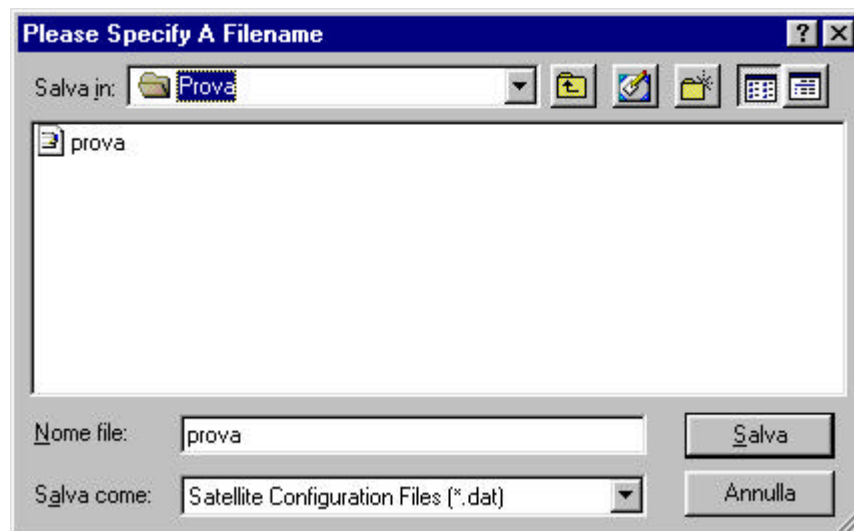 Please Specify A Filename
Salva in: Prova
prova
Nome file: prova Salva
Salva come: Satellite Configuration Files (*.dat) Annulla